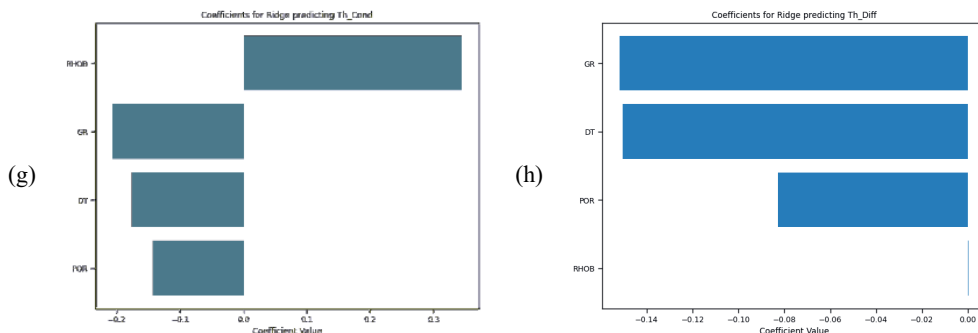 Coefficients for Ridge predicting Th_Cond
RHOB
GR
DT
POR
−0.2 −0.1 0.0 0.1 0.2 0.3
Coefficient Value
(g)
Coefficients for Ridge predicting Th_Diff
GR
DT
POR
RHOB
−0.14 −0.12 −0.10 −0.08 −0.06 −0.04 −0.02 0.00
Coefficient Value
(h)